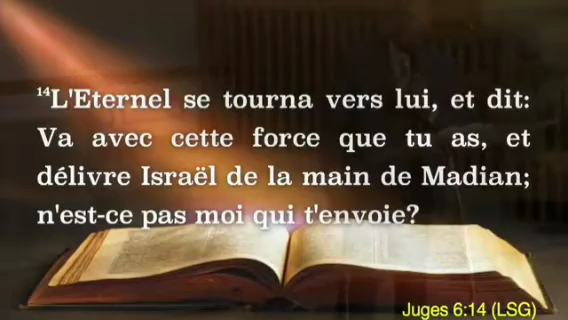 14L'Eternel se tourna vers lui, et dit:
Va avec cette force que tu as, et
délivre Israël de la main de Madian;
n'est-ce pas moi qui t'envoie?
Juges 6:14 (LSG)